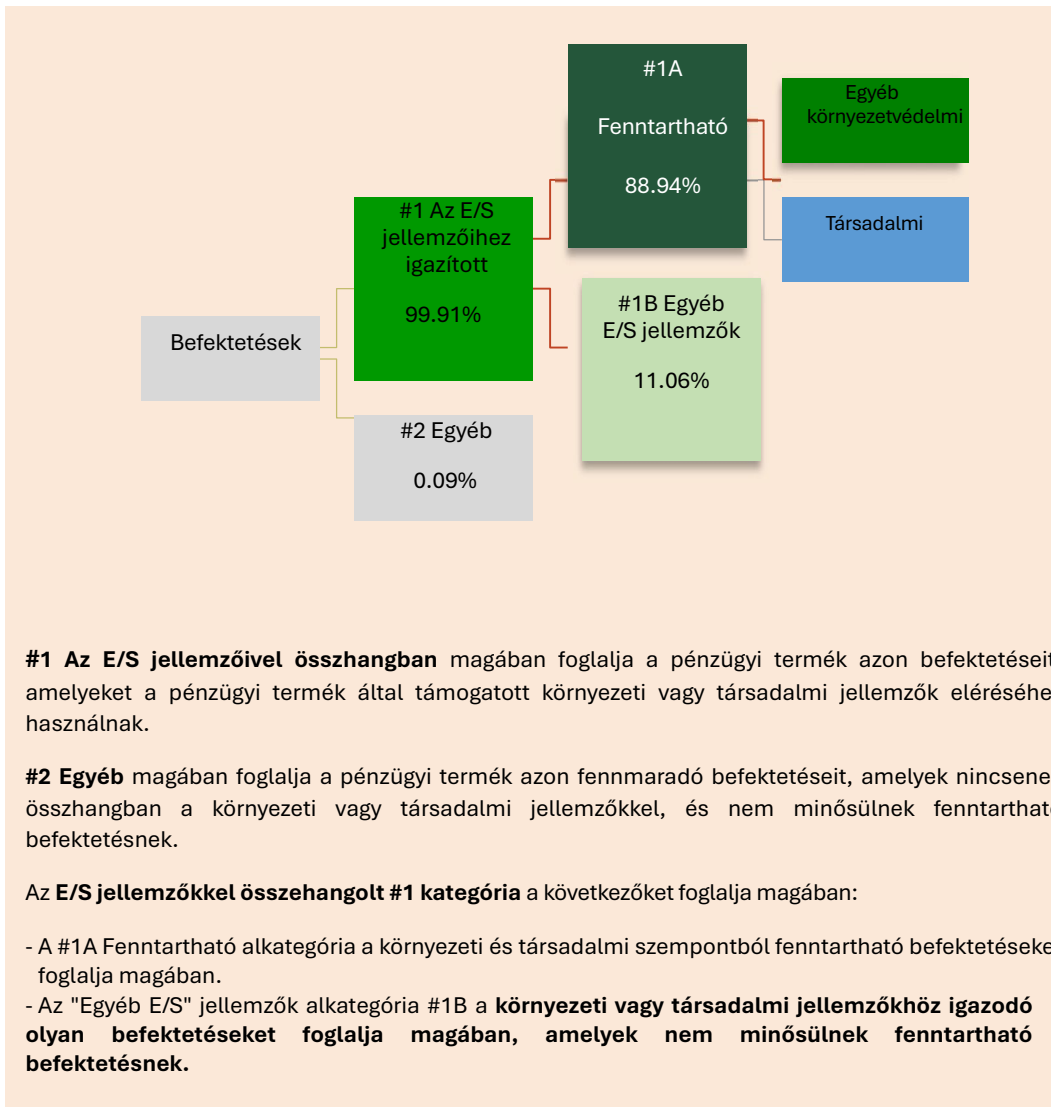 #1A
Fenntartható
88.94%
Egyéb
környezetvédelmi
Társadalmi
#1 Az E/S
jellemzőihez
igazított
99.91%
#1B Egyéb
E/S jellemzők
11.06%
Befektetések
#2 Egyéb
0.09%
#1 Az E/S jellemzőivel összhangban magában foglalja a pénzügyi termék azon befektetéseit
amelyeket a pénzügyi termék által támogatott környezeti vagy társadalmi jellemzők eléréséhe
használnak.
#2 Egyéb magában foglalja a pénzügyi termék azon fennmaradó befektetéseit, amelyek nincsene
összhangban a környezeti vagy társadalmi jellemzőkkel, és nem minősülnek fenntartható
befektetésnek.
Az E/S jellemzőkkel összehangolt #1 kategória a következőket foglalja magában:
- A #1A Fenntartható alkategória a környezeti és társadalmi szempontból fenntartható befektetéseke
foglalja magában.
- Az "Egyéb E/S" jellemzők alkategória #1B a környezeti vagy társadalmi jellemzőkhöz igazodó
olyan befektetéseket foglalja magában, amelyek nem minősülnek fenntartható
befektetésnek.